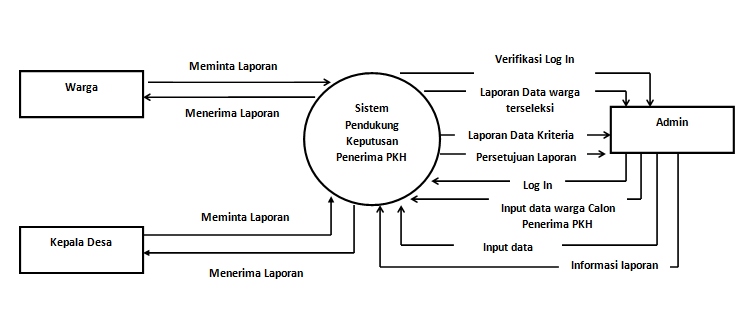 Verifikasi Log In
Meminta Laporan
Warga
Menerima Laporan
Laporan Data warga
terseleksi
Sistem
Pendukung
Keputusan
Penerima PKH
Admin
Laporan Data Kriteria
Persetujuan Laporan
Log In
Input data warga Calon
Penerima PKH
Meminta Laporan
Kepala Desa
Input data
Informasi laporan
Menerima Laporan